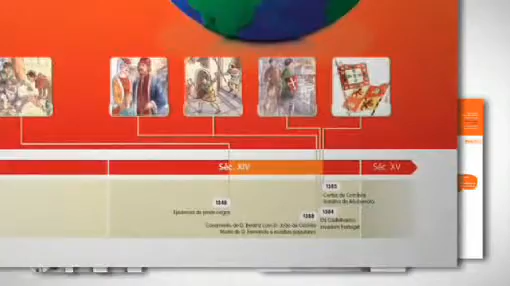 Séc. XIV
Séc. XV
1385
Cortes de Coimbra
Batalha de Aljubarrota
1348
Epidemia de peste negra
1383
Casamento de D. Beatriz com D. João de Castela
Morte do D. Fernando e revoltas populares
1384
Os Castelhanos
invadem Portugal